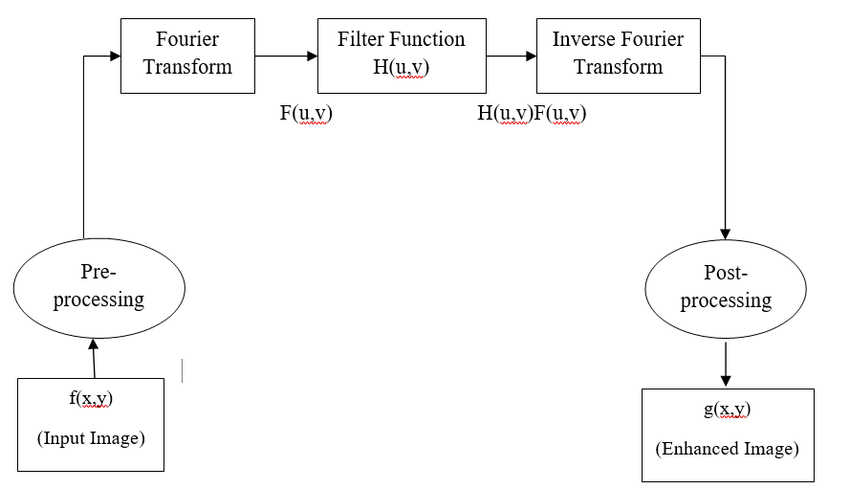 Fourier
Transform
Filter Function
H(u,v)
Inverse Fourier
Transform
F(u,v)
H(u,v)F(u,v)
Pre-
processing
Post-
processing
f(x,y)
(Input Image)
g(x,y)
(Enhanced Image)